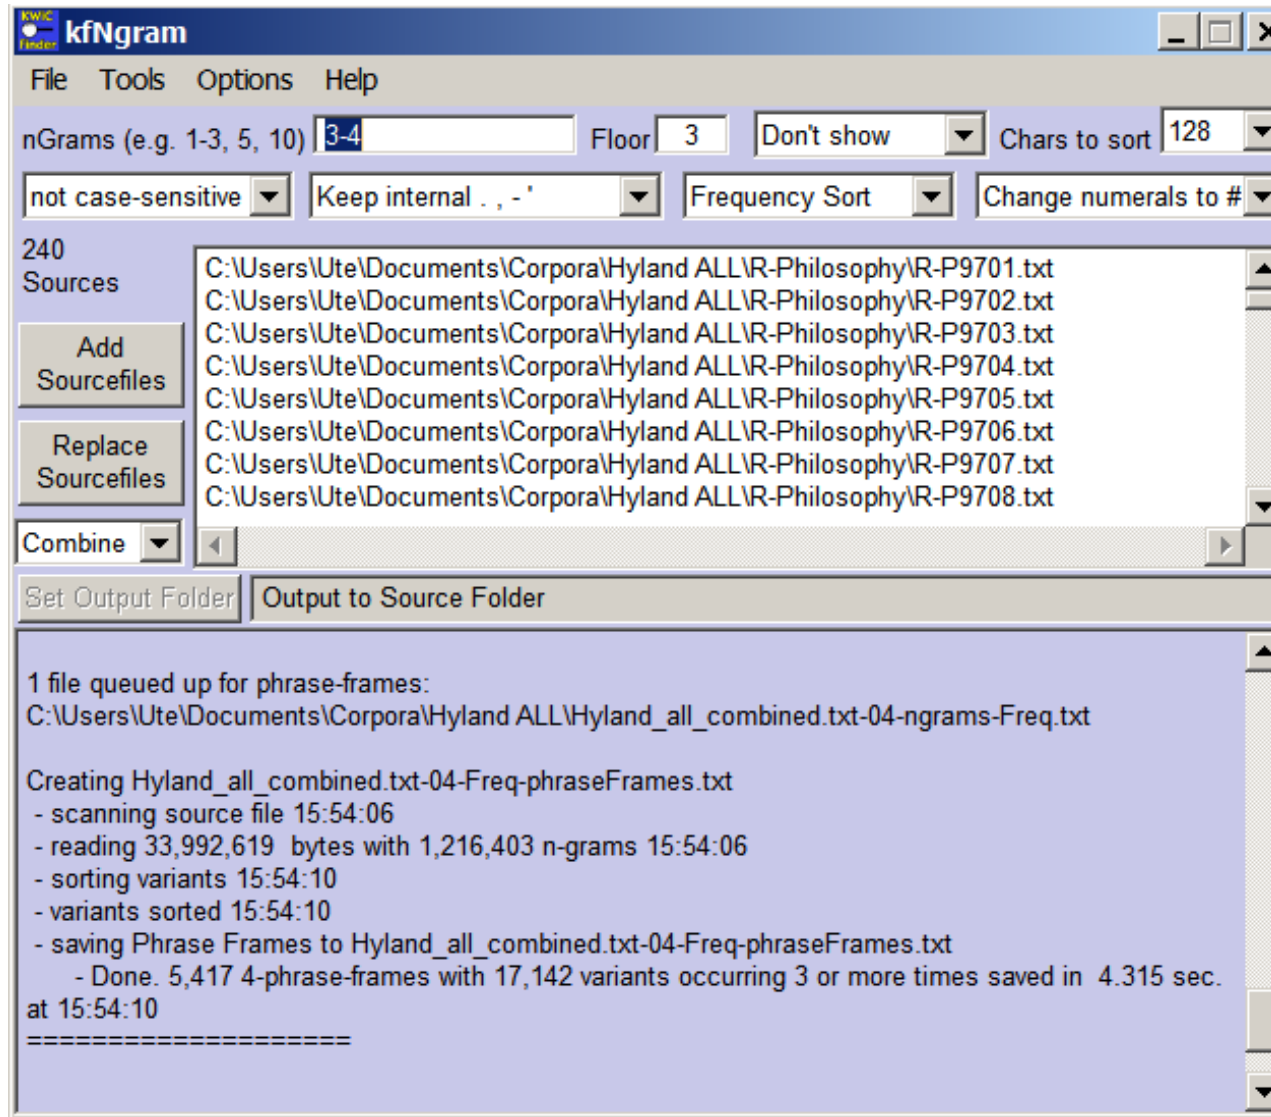 KWiC
finder
kfNgram
File Tools Options Help
nGrams (e.g. 1-3, 5, 10) 3-4 Floor 3 Don't show Chars to sort 128
not case-sensitive Keep internal . , - ' Frequency Sort Change numerals to #
240
Sources
Add
Sourcefiles
Replace
Sourcefiles
Combine
C:\Users\Ute\Documents\Corpora\Hyland ALL\R-Philosophy\R-P9701.txt
C:\Users\Ute\Documents\Corpora\Hyland ALL\R-Philosophy\R-P9702.txt
C:\Users\Ute\Documents\Corpora\Hyland ALL\R-Philosophy\R-P9703.txt
C:\Users\Ute\Documents\Corpora\Hyland ALL\R-Philosophy\R-P9704.txt
C:\Users\Ute\Documents\Corpora\Hyland ALL\R-Philosophy\R-P9705.txt
C:\Users\Ute\Documents\Corpora\Hyland ALL\R-Philosophy\R-P9706.txt
C:\Users\Ute\Documents\Corpora\Hyland ALL\R-Philosophy\R-P9707.txt
C:\Users\Ute\Documents\Corpora\Hyland ALL\R-Philosophy\R-P9708.txt
Set Output Folder Output to Source Folder
1 file queued up for phrase-frames:
C:\Users\Ute\Documents\Corpora\Hyland ALL\Hyland_all_combined.txt-04-ngrams-Freq.txt
Creating Hyland_all_combined.txt-04-Freq-phraseFrames.txt
- scanning source file 15:54:06
- reading 33,992,619 bytes with 1,216,403 n-grams 15:54:06
- sorting variants 15:54:10
- variants sorted 15:54:10
- saving Phrase Frames to Hyland_all_combined.txt-04-Freq-phraseFrames.txt
- Done. 5,417 4-phrase-frames with 17,142 variants occurring 3 or more times saved in 4.315 sec.
at 15:54:10
====================